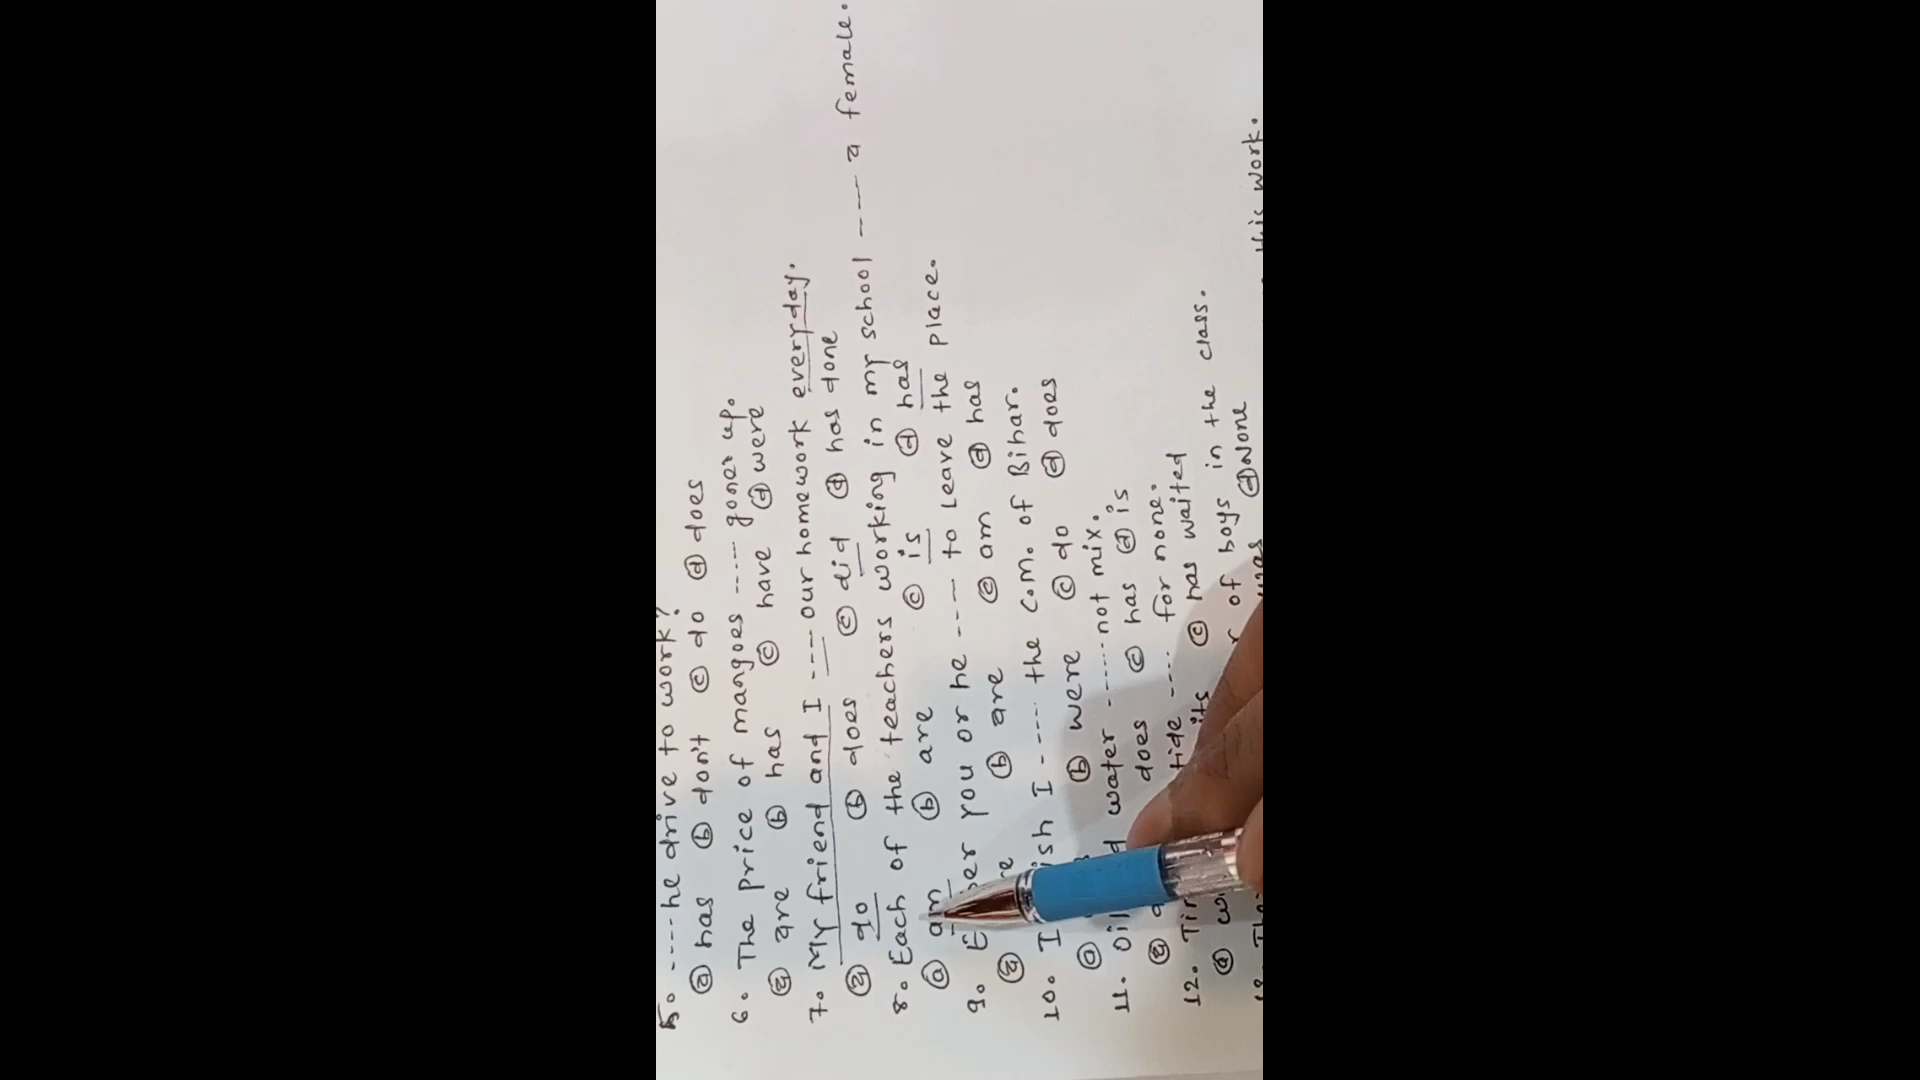 5. ----he drive to work?
ⓐ has ⓑ don't ⓒ do ⓓ does
6. The price of mangoes ----- gone up.
ⓐ are ⓑ has ⓒ have ⓓ were
7. My friend and I ---- our homework everyday.
ⓐ do ⓑ does ⓒ did ⓓ has done
8. Each of the teachers working in my school ---- a female.
ⓐ am ⓑ are ⓒ is ⓓ has
9. you or he --- to leave the place.
ⓐ ⓑ are ⓒ am ⓓ has
10. I I ---- the C.M. of Bihar.
ⓐ ⓑ were ⓒ do ⓓ does
11. Oil water ----- not mix.
ⓐ does ⓒ has ⓓ is
12. tide ---- for none.
ⓐ ⓒ has waited
of boys in the class.
ⓓ None
this work.